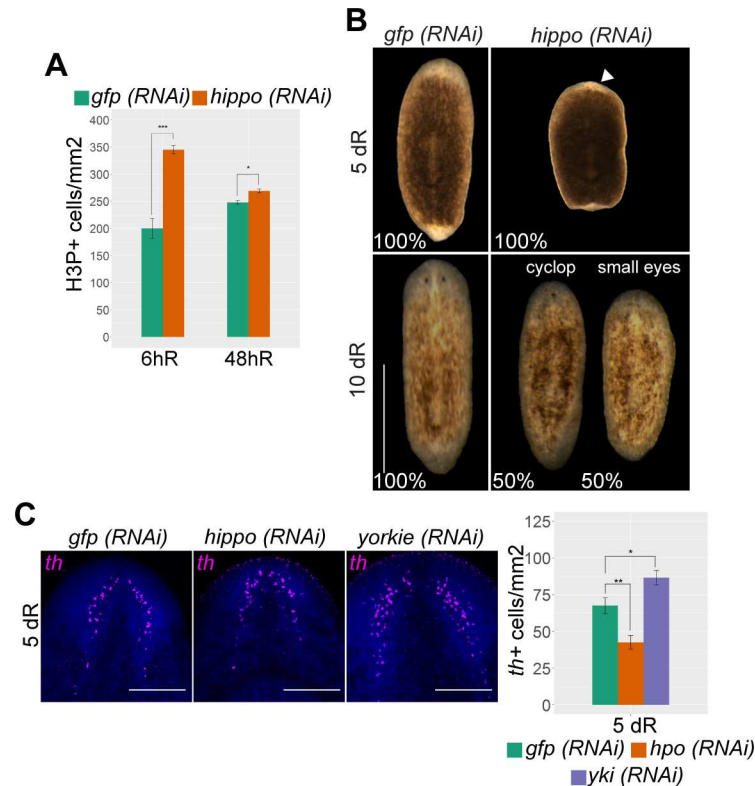 A
gfp (RNAi) hippo (RNAi)
H3P+ cells/mm2
400
350
300
250
200
150
100
50
0
***
*
6hR 48hR
B
gfp (RNAi) hippo (RNAi)
5 dR
100% 100%
10 dR
cyclop small eyes
100% 50% 50%
C
gfp (RNAi) hippo (RNAi) yorkie (RNAi)
th th th
5 dR
th+ cells/mm2
125
100
75
50
25
0
*
**
5 dR
gfp (RNAi) hpo (RNAi)
yki (RNAi)